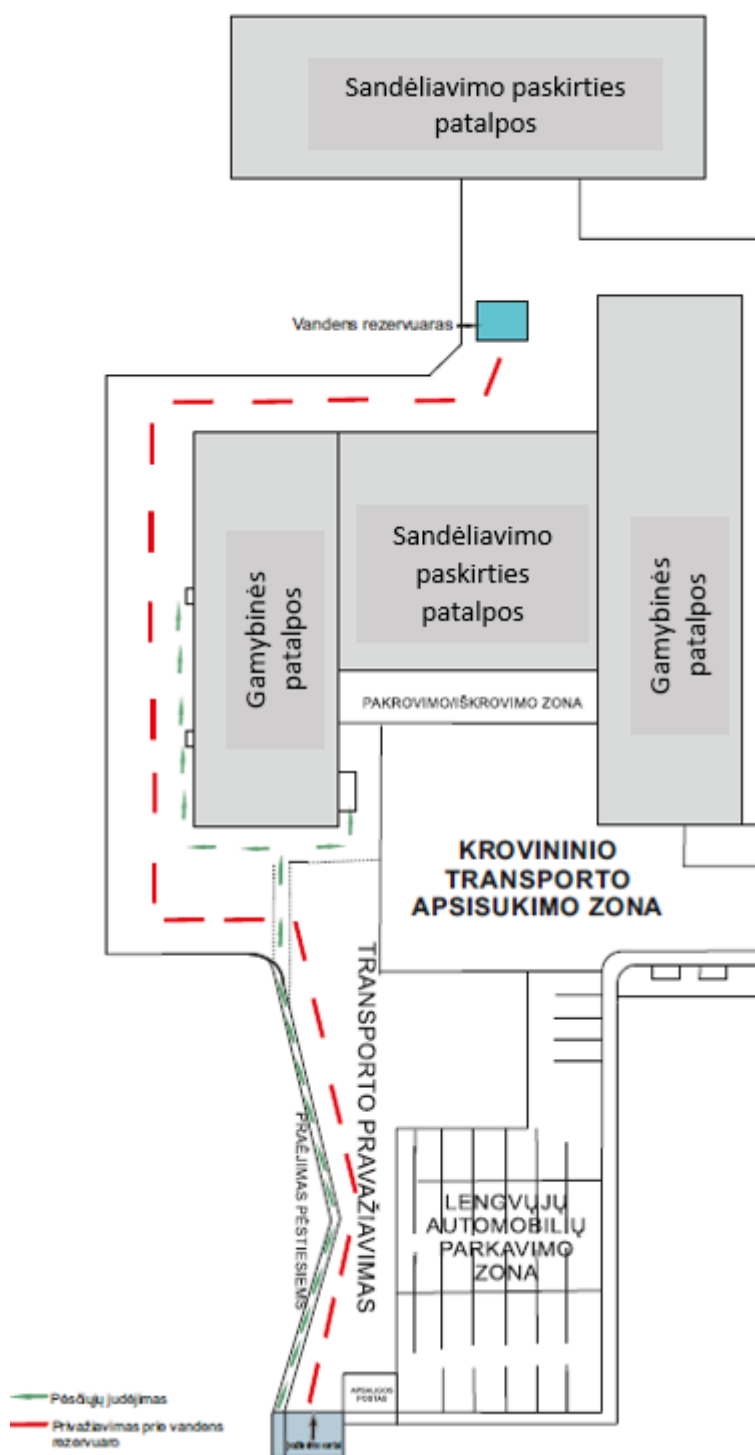 Sandėliavimo paskirties
patalpos
Vandens rezervuaras
Gamybinės
patalpos
Sandėliavimo
paskirties
patalpos
Gamybinės
patalpos
PAKROVIMO/IŠKROVIMO ZONA
KROVININIO
TRANSPORTO
APSISUKIMO ZONA
TRANSPORTO PRAVAŽIAVIMAS
PRAĖJIMAS PĖSTIESIEMS
LENGVŲJŲ
AUTOMOBILIŲ
PARKAVIMO
ZONA
APSAUGOS
POSTAS
Pėsčiųjų judėjimas
Privažiavimas prie vandens
rezervuaro